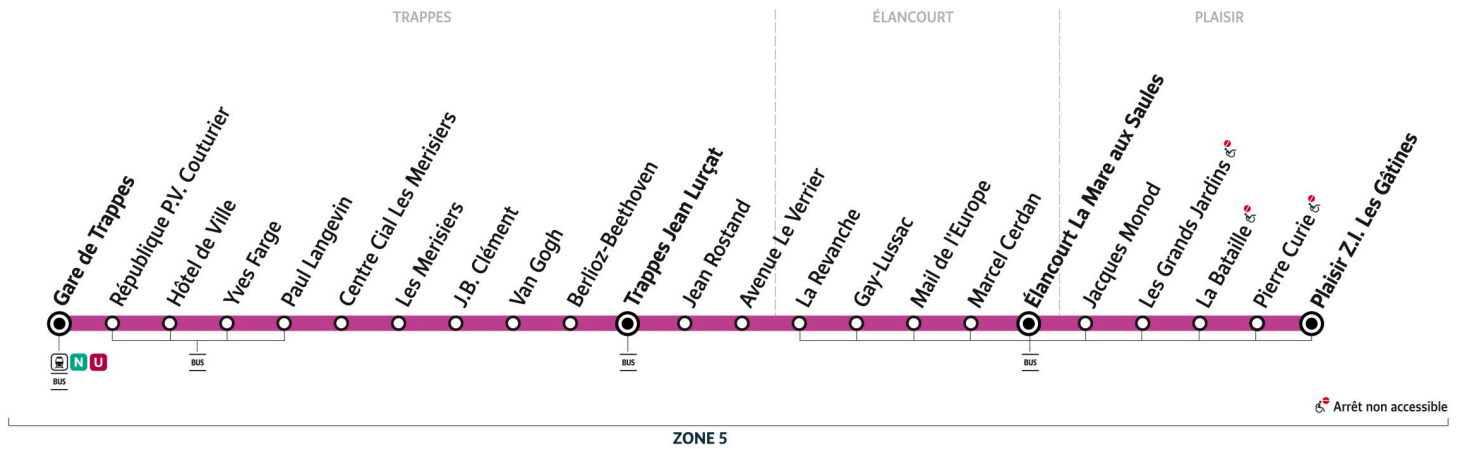 TRAPPES
ÉLANCOURT
PLAISIR
Gare de Trappes
République P.V. Couturier
Hôtel de Ville
Yves Farge
Paul Langevin
Centre Cial Les Merisiers
Les Merisiers
J.B. Clément
Van Gogh
Berlioz-Beethoven
Trappes Jean Lurçat
Jean Rostand
Avenue Le Verrier
La Revanche
Gay-Lussac
Mail de l'Europe
Marcel Cerdan
Élancourt La Mare aux Saules
Jacques Monod
Les Grands Jardins
La Bataille
Pierre Curie
Plaisir Z.I. Les Gâtines
N U
BUS
BUS
BUS
BUS
Arrêt non accessible
ZONE 5